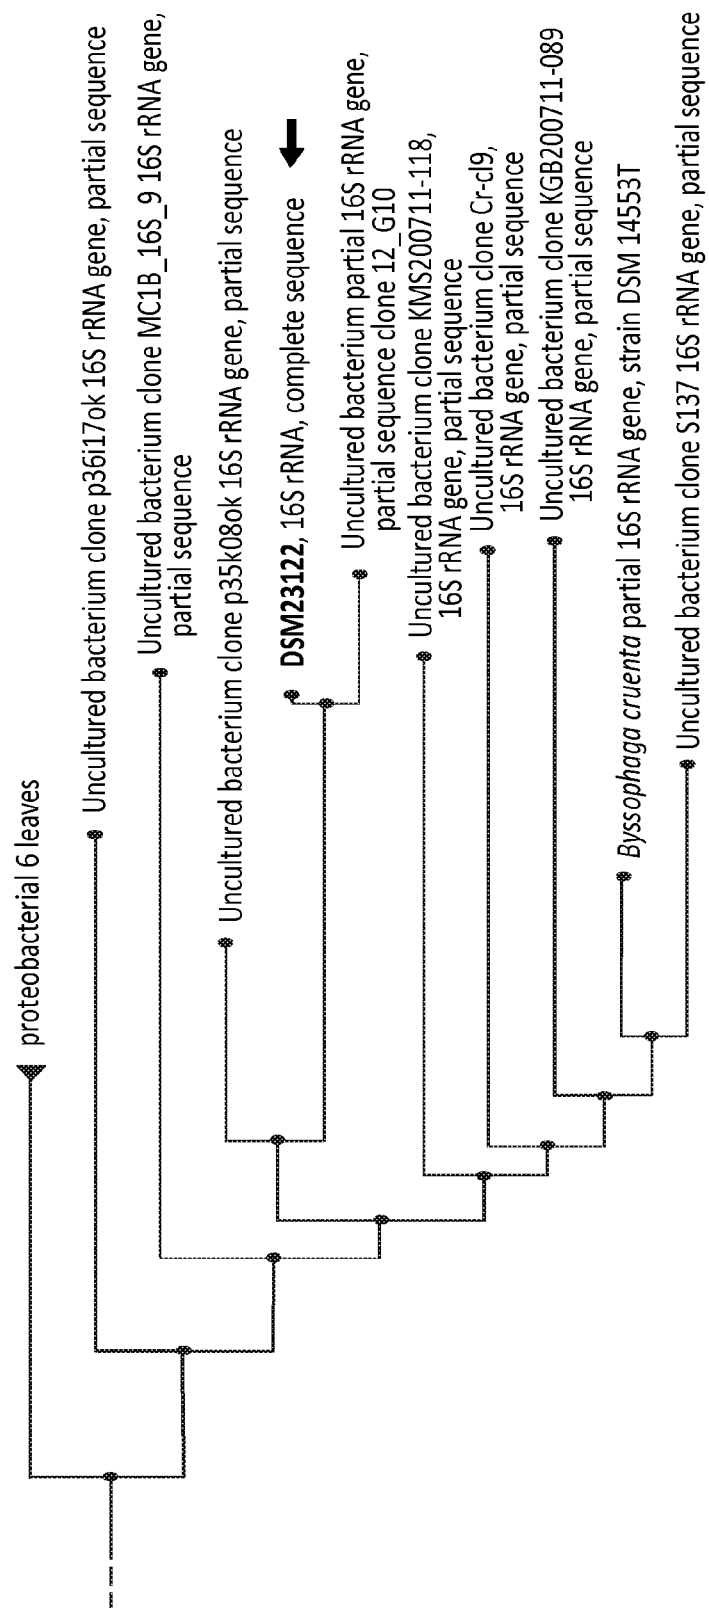 proteobacterial 6 leaves
Uncultured bacterium clone p36i17ok 16S rRNA gene, partial sequence
Uncultured bacterium clone MC1B_16S_9 16S rRNA gene,
partial sequence
Uncultured bacterium clone p35k08ok 16S rRNA gene, partial sequence
DSM23122, 16S rRNA, complete sequence
Uncultured bacterium partial 16S rRNA gene,
partial sequence clone 12_G10
Uncultured bacterium clone KMS200711-118,
16S rRNA gene, partial sequence
Uncultured bacterium clone Cr-cl9,
16S rRNA gene, partial sequence
Uncultured bacterium clone KGB200711-089
16S rRNA gene, partial sequence
Byssophaga cruenta partial 16S rRNA gene, strain DSM 14553T
Uncultured bacterium clone S137 16S rRNA gene, partial sequence